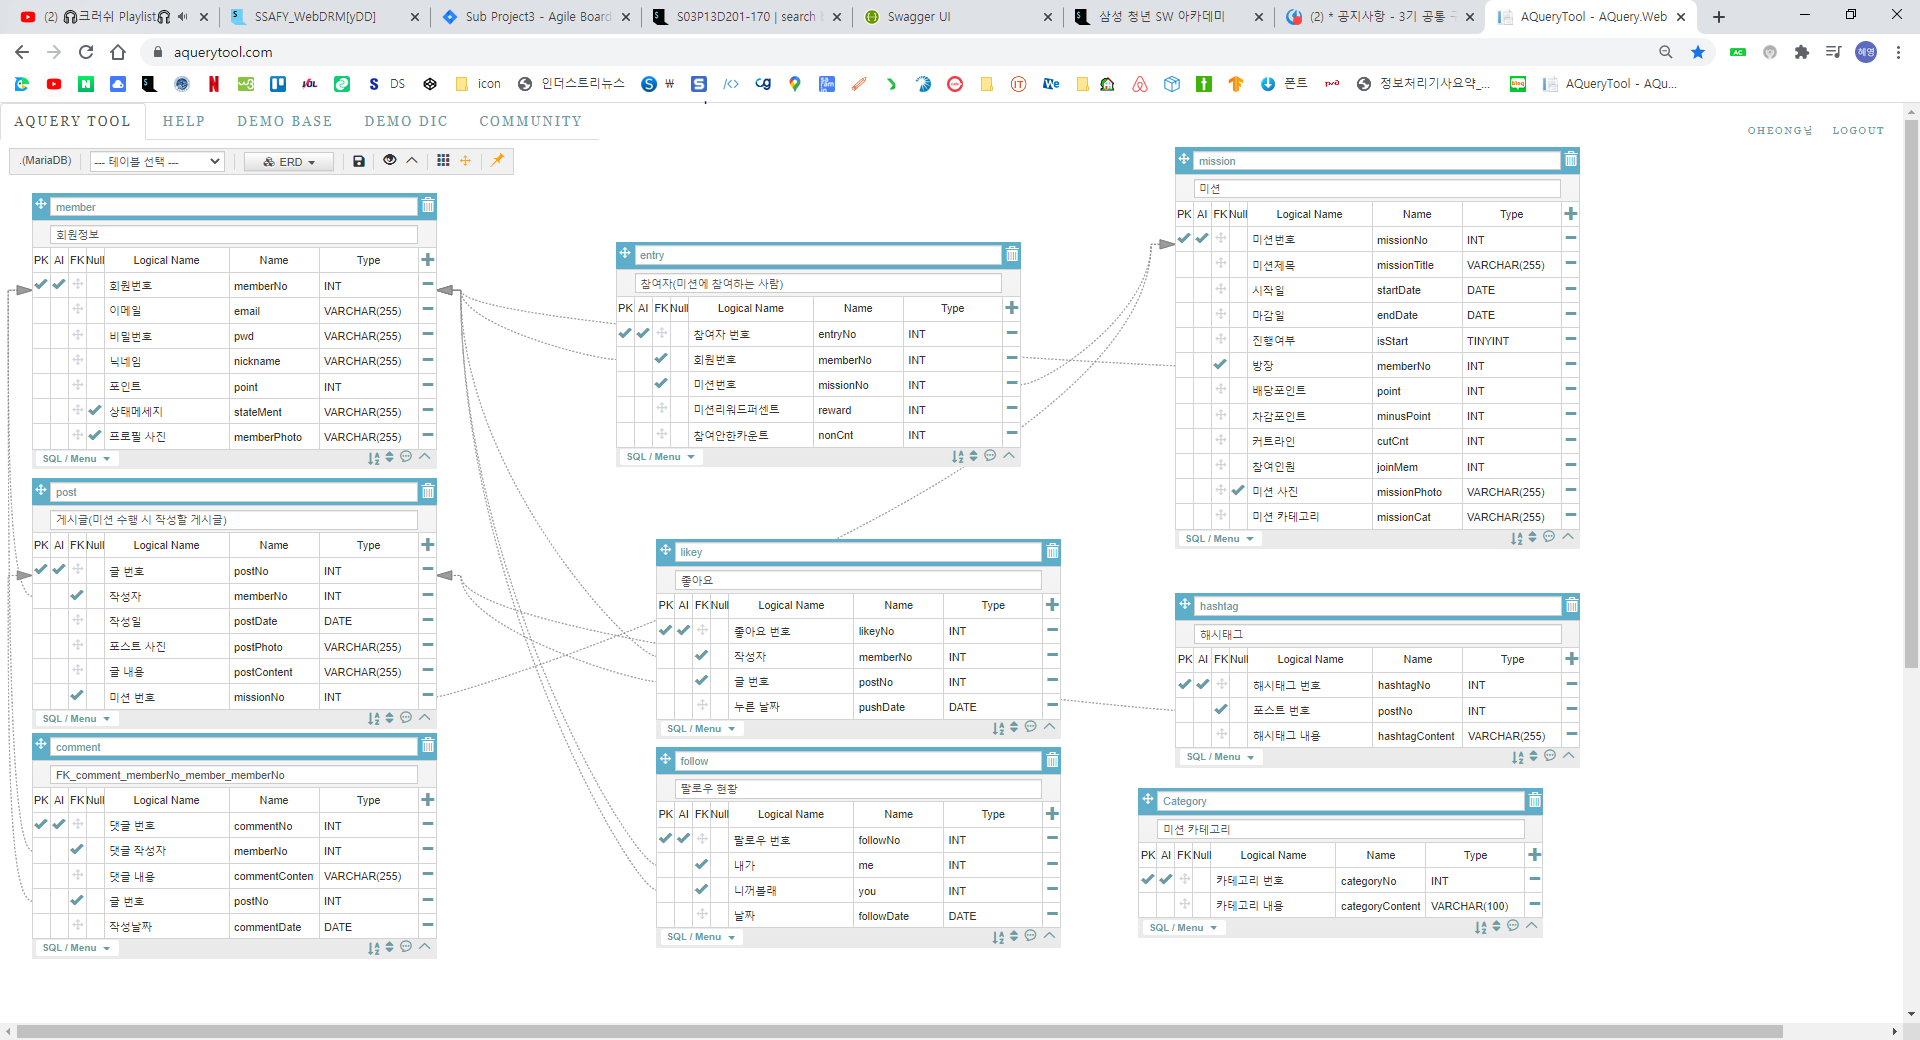 (2) 🎧크러쉬 Playlist🎧
SSAFY_WebDRM[yDD]
Sub Project3 - Agile Board
S03P13D201-170 | search
Swagger UI
삼성 청년 SW 아카데미
(2) * 공지사항 - 3기 공통
AQueryTool - AQuery.Web
aquerytool.com
DS
icon
인더스트리뉴스
폰트
정보처리기사요약_...
AQueryTool - AQu...
AQUERY TOOL
HELP
DEMO BASE
DEMO DIC
COMMUNITY
OHEONG님
LOGOUT
.(MariaDB)
--- 테이블 선택 ---
ERD
member
회원정보
PK AI FK Null Logical Name Name Type
회원번호 memberNo INT
이메일 email VARCHAR(255)
비밀번호 pwd VARCHAR(255)
닉네임 nickname VARCHAR(255)
포인트 point INT
상태메세지 stateMent VARCHAR(255)
프로필 사진 memberPhoto VARCHAR(255)
SQL / Menu
post
게시글(미션 수행 시 작성할 게시글)
PK AI FK Null Logical Name Name Type
글 번호 postNo INT
작성자 memberNo INT
작성일 postDate DATE
포스트 사진 postPhoto VARCHAR(255)
글 내용 postContent VARCHAR(255)
미션 번호 missionNo INT
SQL / Menu
comment
FK_comment_memberNo_member_memberNo
PK AI FK Null Logical Name Name Type
댓글 번호 commentNo INT
댓글 작성자 memberNo INT
댓글 내용 commentConten VARCHAR(255)
글 번호 postNo INT
작성날짜 commentDate DATE
SQL / Menu
entry
참여자(미션에 참여하는 사람)
PK AI FK Null Logical Name Name Type
참여자 번호 entryNo INT
회원번호 memberNo INT
미션번호 missionNo INT
미션리워드퍼센트 reward INT
참여안한카운트 nonCnt INT
SQL / Menu
likey
좋아요
PK AI FK Null Logical Name Name Type
좋아요 번호 likeyNo INT
작성자 memberNo INT
글 번호 postNo INT
누른 날짜 pushDate DATE
SQL / Menu
follow
팔로우 현황
PK AI FK Null Logical Name Name Type
팔로우 번호 followNo INT
내가 me INT
니꺼볼래 you INT
날짜 followDate DATE
SQL / Menu
mission
미션
PK AI FK Null Logical Name Name Type
미션번호 missionNo INT
미션제목 missionTitle VARCHAR(255)
시작일 startDate DATE
마감일 endDate DATE
진행여부 isStart TINYINT
방장 memberNo INT
배당포인트 point INT
차감포인트 minusPoint INT
커트라인 cutCnt INT
참여인원 joinMem INT
미션 사진 missionPhoto VARCHAR(255)
미션 카테고리 missionCat VARCHAR(255)
SQL / Menu
hashtag
해시태그
PK AI FK Null Logical Name Name Type
해시태그 번호 hashtagNo INT
포스트 번호 postNo INT
해시태그 내용 hashtagContent VARCHAR(255)
SQL / Menu
Category
미션 카테고리
PK AI FK Null Logical Name Name Type
카테고리 번호 categoryNo INT
카테고리 내용 categoryContent VARCHAR(100)
SQL / Menu